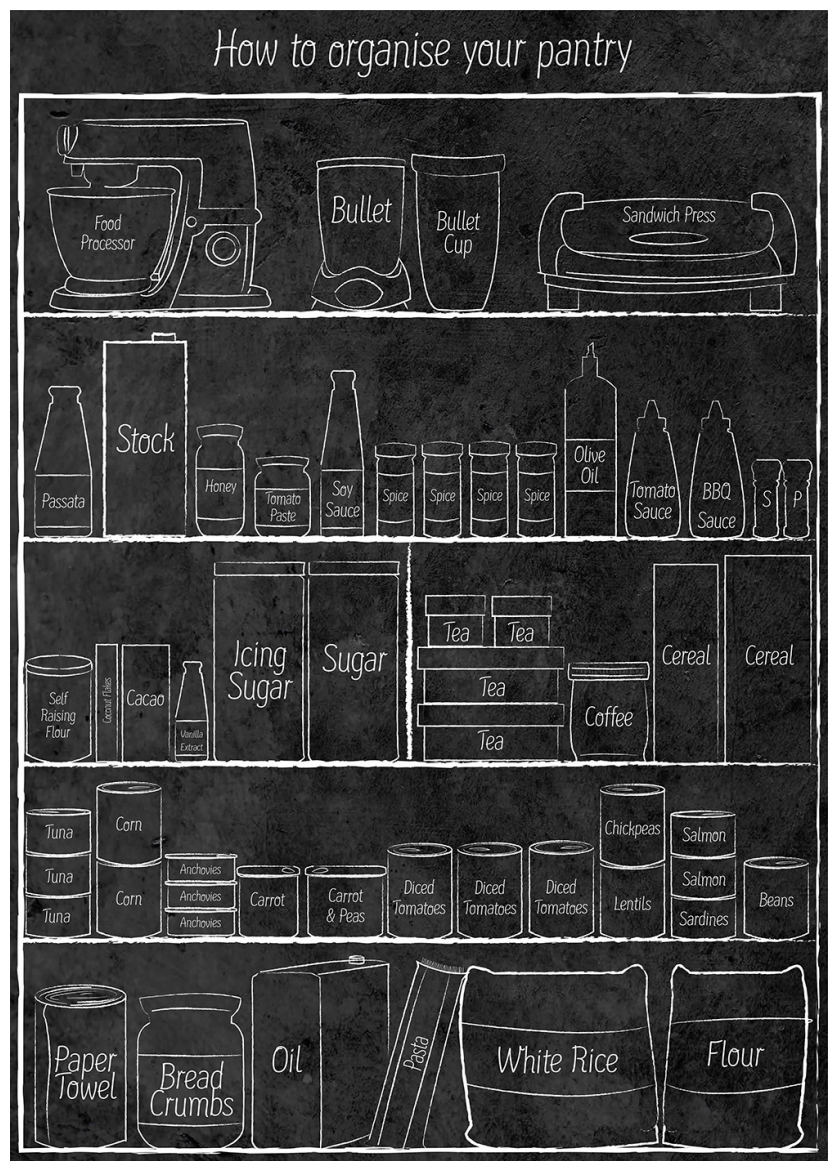 How to organise your pantry
Food
Processor
Bullet
Bullet
Cup
Sandwich Press
Passata
Stock
Honey
Tomato
Paste
Soy
Sauce
Spice
Spice
Spice
Spice
Olive
Oil
Tomato
Sauce
BBQ
Sauce
S
P
Self
Raising
Flour
Coconut Flakes
Cacao
Vanilla
Extract
Icing
Sugar
Sugar
Tea
Tea
Tea
Tea
Coffee
Cereal
Cereal
Tuna
Tuna
Tuna
Corn
Corn
Anchovies
Anchovies
Anchovies
Carrot
Carrot
& Peas
Diced
Tomatoes
Diced
Tomatoes
Diced
Tomatoes
Chickpeas
Lentils
Salmon
Salmon
Sardines
Beans
Paper
Towel
Bread
Crumbs
Oil
Pasta
White Rice
Flour